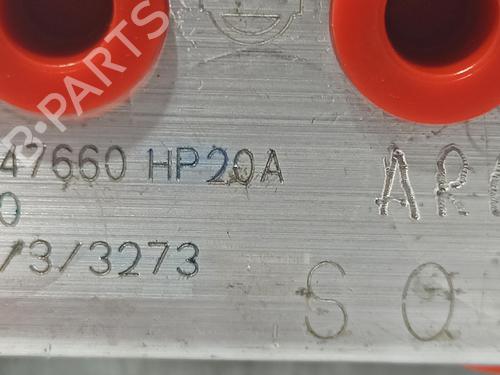 47660 HP20A
0
/3/3273
AR
S Q
B-PARTS